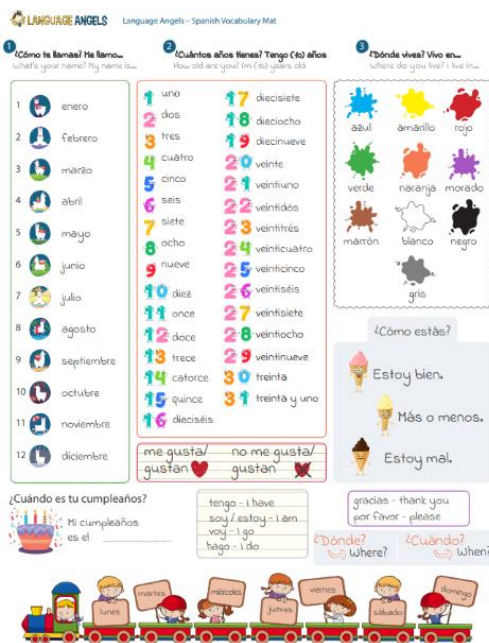 LANGUAGE ANGELS
Language Angels - Spanish Vocabulary Mat
1
¿Cómo te llamas? Me llamo...
What's your name? My name is...
1 enero
2 febrero
3 marzo
4 abril
5 mayo
6 junio
7 julio
8 agosto
9 septiembre
10 octubre
11 noviembre
12 diciembre
2
¿Cuántos años tienes? Tengo (10) años
How old are you? I'm (10) years old
1 uno
2 dos
3 tres
4 cuatro
5 cinco
6 seis
7 siete
8 ocho
9 nueve
10 diez
11 once
12 doce
13 trece
14 catorce
15 quince
16 dieciséis
17 diecisiete
18 dieciocho
19 diecinueve
20 veinte
21 veintiuno
22 veintidós
23 veintitrés
24 veinticuatro
25 veinticinco
26 veintiséis
27 veintisiete
28 veintiocho
29 veintinueve
30 treinta
31 treinta y uno
3
¿Dónde vives? Vivo en...
Where do you live? I live in...
azul amarillo rojo
verde naranja morado
marrón blanco negro
gris
¿Cómo estás?
Estoy bien.
Más o menos.
Estoy mal.
me gusta/
gustan
no me gusta/
gustan
¿Cuándo es tu cumpleaños?
Mi cumpleaños
es el ....................
tengo - I have
soy / estoy - I am
voy - I go
hago - I do
gracias - thank you
por favor - please
¿Dónde?
Where?
¿Cuándo?
When?
lunes
martes
miércoles
jueves
viernes
sábado
domingo